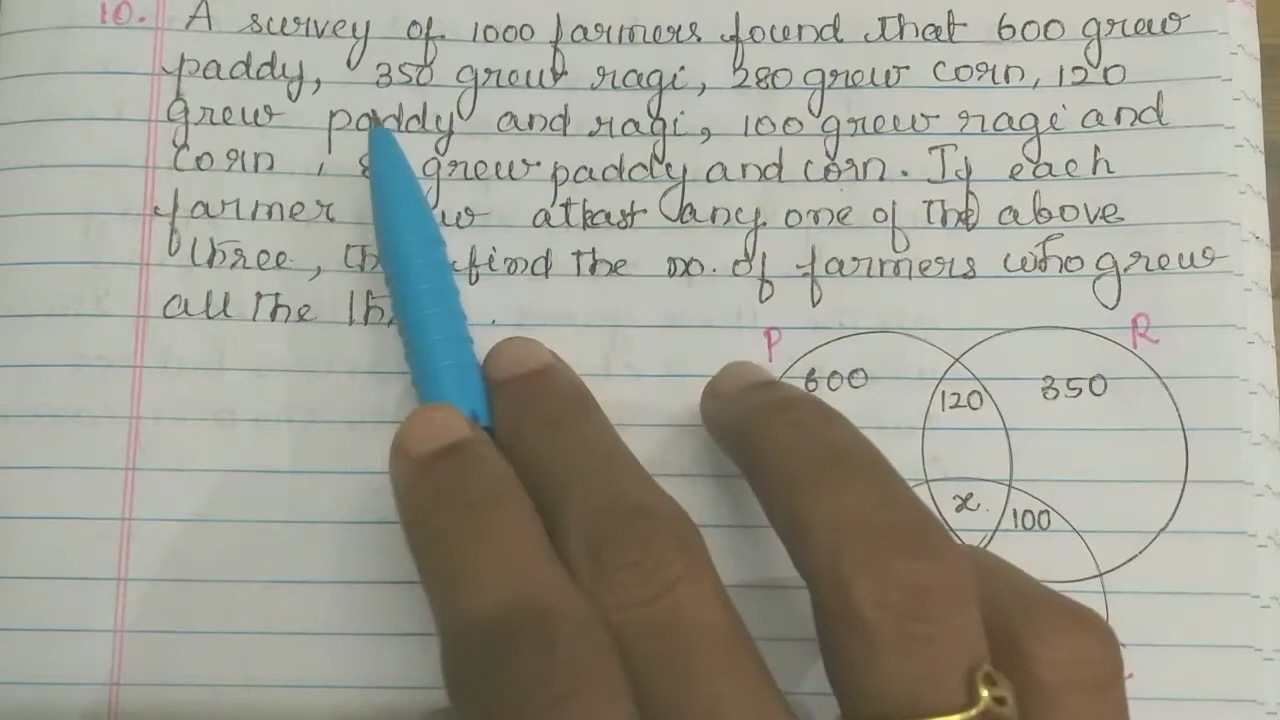 10. A survey of 1000 farmers found that 600 grew
paddy, 350 grew ragi, 280 grew corn, 120
grew paddy and ragi, 100 grew ragi and
corn, grew paddy and corn. If each
farmer atleast any one of the above
three, find the no. of farmers who grew
all the
P
R
600
120
350
x.
100